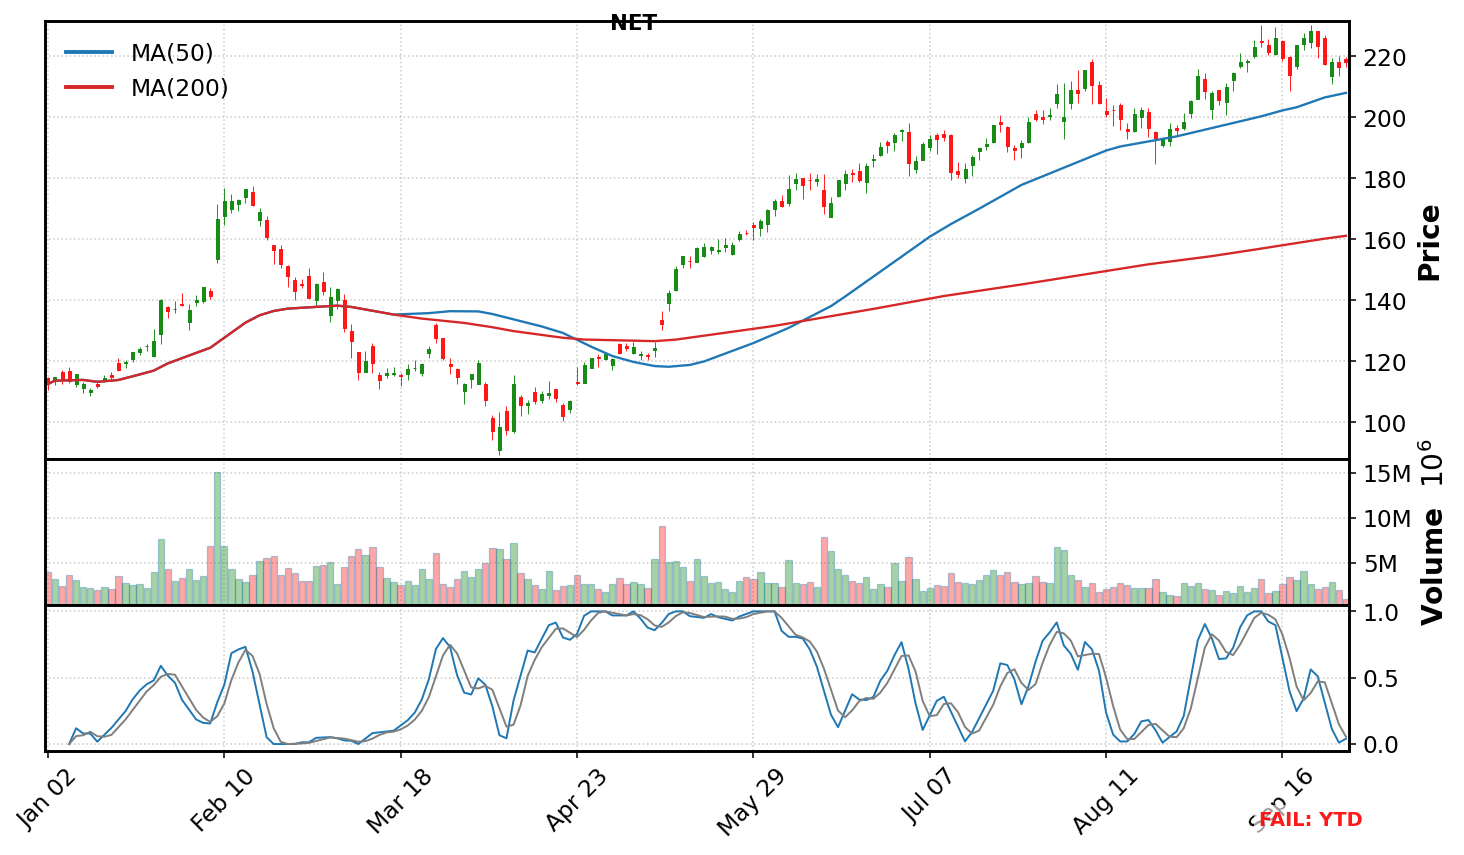 NET
MA(50)
MA(200)
220
200
180
160
140
120
100
Price
15M
10M
5M
Volume 10^6
1.0
0.5
0.0
Jan 02
Feb 10
Mar 18
Apr 23
May 29
Jul 07
Aug 11
Sep 16
FAIL: YTD